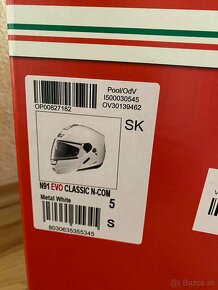 Pool/OdV
I500030545
OP00827182
OV30139462
SK
N91 EVO CLASSIC N-COM
Metal White
5
S
8030635355345
Bazos.sk